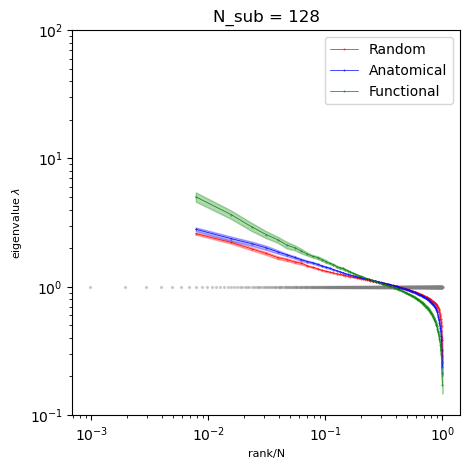 N_sub = 128
Random
Anatomical
Functional
eigenvalue λ
10²
10¹
10⁰
10⁻¹
10⁻³
10⁻²
10⁻¹
10⁰
rank/N